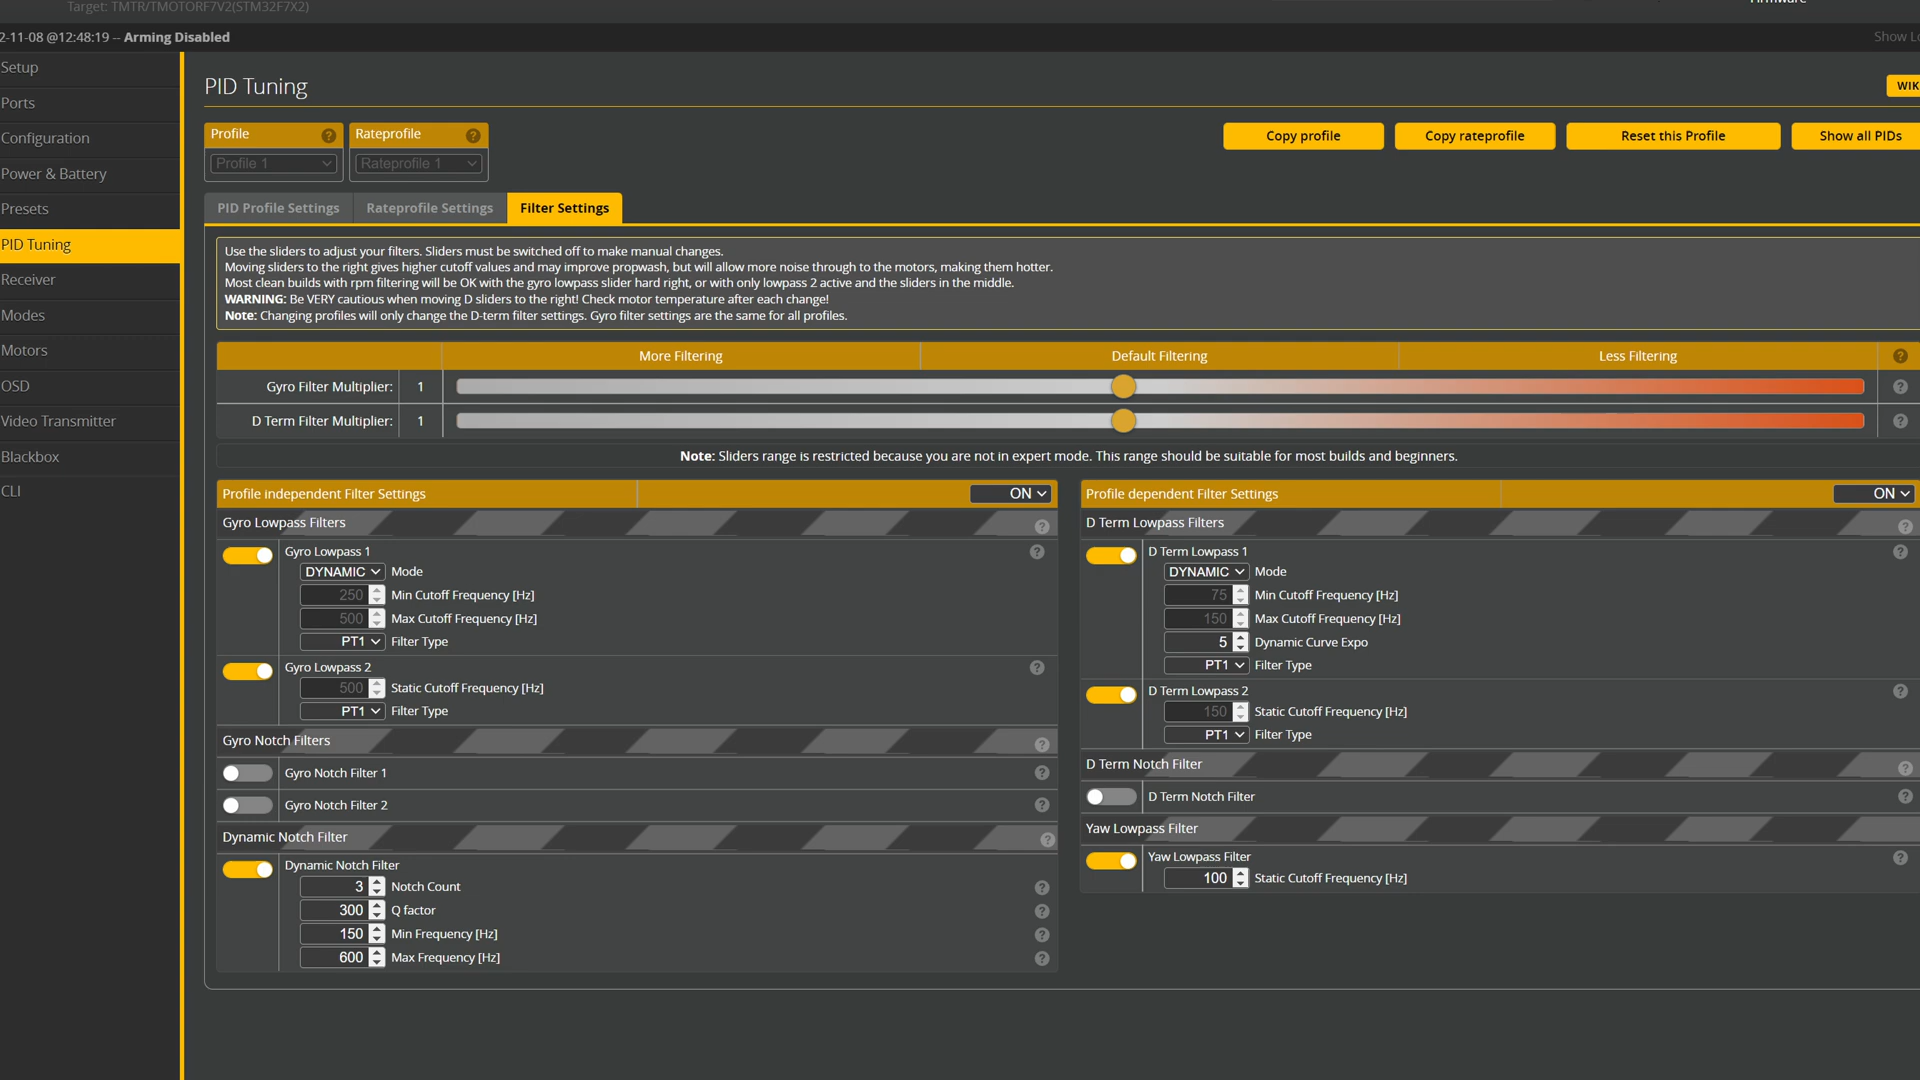 Target: TMTR/TMOTORF7V2(STM32F7X2)
2-11-08 @12:48:19 -- Arming Disabled
Show
Setup
Ports
Configuration
Power & Battery
Presets
PID Tuning
Receiver
Modes
Motors
OSD
Video Transmitter
Blackbox
CLI
PID Tuning
WIK
Profile
Rateprofile
Profile 1
Rateprofile 1
Copy profile
Copy rateprofile
Reset this Profile
Show all PIDs
PID Profile Settings
Rateprofile Settings
Filter Settings
Use the sliders to adjust your filters. Sliders must be switched off to make manual changes.
Moving sliders to the right gives higher cutoff values and may improve propwash, but will allow more noise through to the motors, making them hotter.
Most clean builds with rpm filtering will be OK with the gyro lowpass slider hard right, or with only lowpass 2 active and the sliders in the middle.
WARNING: Be VERY cautious when moving D sliders to the right! Check motor temperature after each change!
Note: Changing profiles will only change the D-term filter settings. Gyro filter settings are the same for all profiles.
More Filtering
Default Filtering
Less Filtering
Gyro Filter Multiplier: 1
D Term Filter Multiplier: 1
Note: Sliders range is restricted because you are not in expert mode. This range should be suitable for most builds and beginners.
Profile independent Filter Settings ON
Gyro Lowpass Filters
Gyro Lowpass 1
DYNAMIC Mode
250 Min Cutoff Frequency [Hz]
500 Max Cutoff Frequency [Hz]
PT1 Filter Type
Gyro Lowpass 2
500 Static Cutoff Frequency [Hz]
PT1 Filter Type
Gyro Notch Filters
Gyro Notch Filter 1
Gyro Notch Filter 2
Dynamic Notch Filter
Dynamic Notch Filter
3 Notch Count
300 Q factor
150 Min Frequency [Hz]
600 Max Frequency [Hz]
Profile dependent Filter Settings ON
D Term Lowpass Filters
D Term Lowpass 1
DYNAMIC Mode
75 Min Cutoff Frequency [Hz]
150 Max Cutoff Frequency [Hz]
5 Dynamic Curve Expo
PT1 Filter Type
D Term Lowpass 2
150 Static Cutoff Frequency [Hz]
PT1 Filter Type
D Term Notch Filter
D Term Notch Filter
Yaw Lowpass Filter
Yaw Lowpass Filter
100 Static Cutoff Frequency [Hz]